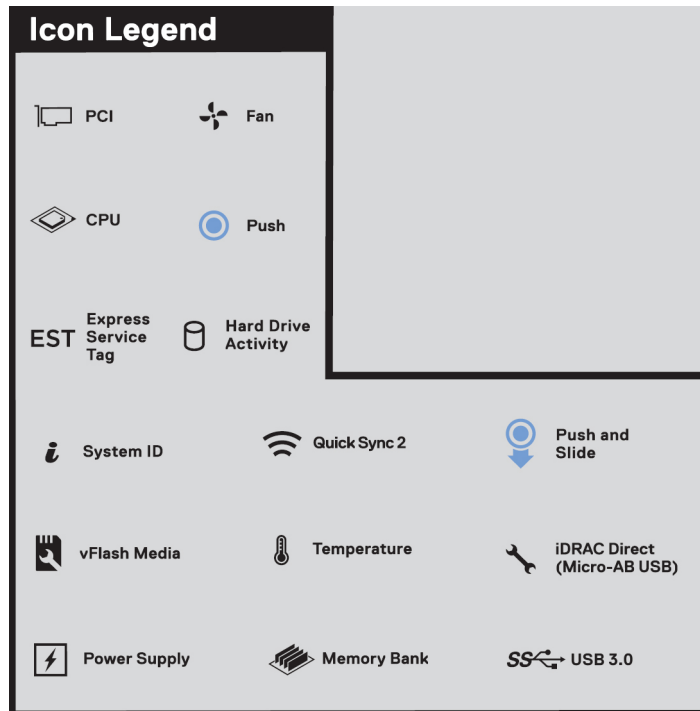 Icon Legend
PCI
Fan
CPU
Push
EST
Express
Service
Tag
Hard Drive
Activity
i
System ID
Quick Sync 2
Push and
Slide
vFlash Media
Temperature
iDRAC Direct
(Micro-AB USB)
Power Supply
Memory Bank
SS
USB 3.0